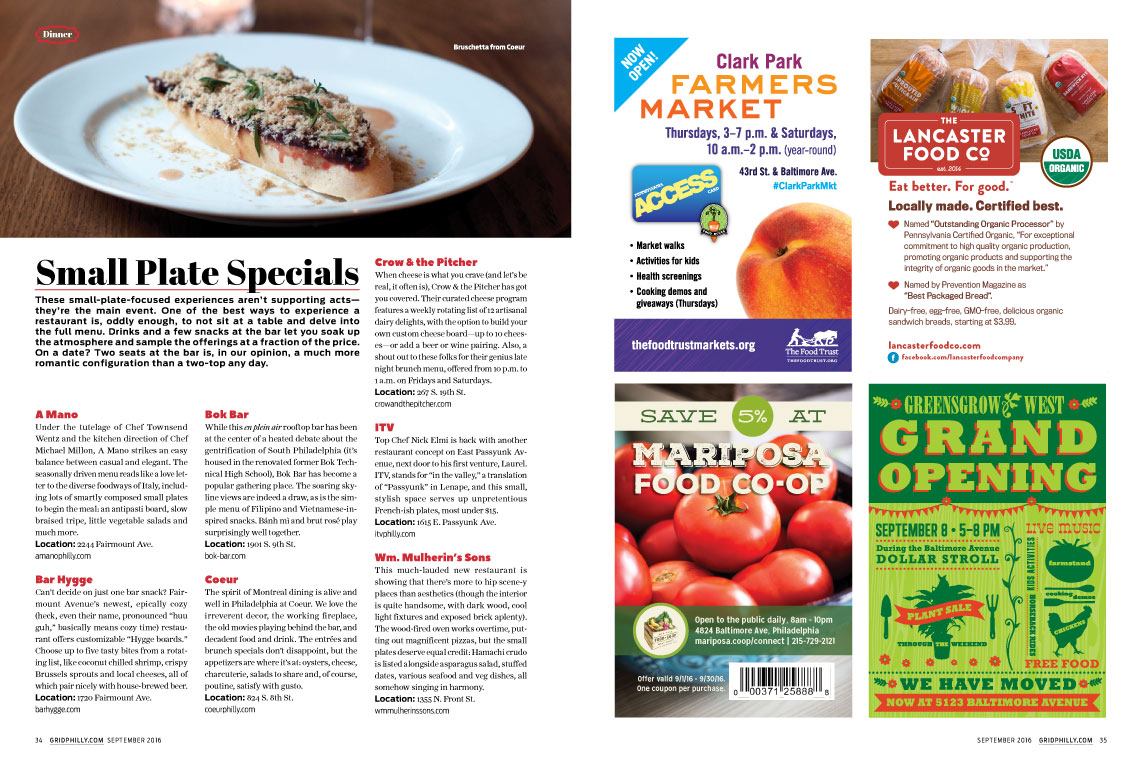 Dinner
Bruschetta from Coeur
Small Plate Specials
These small-plate-focused experiences aren't supporting acts—
they're the main event. One of the best ways to experience a
restaurant is, oddly enough, to not sit at a table and delve into
the full menu. Drinks and a few snacks at the bar let you soak up
the atmosphere and sample the offerings at a fraction of the price.
On a date? Two seats at the bar is, in our opinion, a much more
romantic configuration than a two-top any day.
A Mano
Under the tutelage of Chef Townsend
Wentz and the kitchen direction of Chef
Michael Millon, A Mano strikes an easy
balance between casual and elegant. The
seasonally driven menu reads like a love let-
ter to the diverse foodways of Italy, includ-
ing lots of smartly composed small plates
to begin the meal: an antipasti board, slow
braised tripe, little vegetable salads and
much more.
Location: 2244 Fairmount Ave.
amanophilly.com
Bar Hygge
Can't decide on just one bar snack? Fair-
mount Avenue's newest, epically cozy
(heck, even their name, pronounced "huu
guh," basically means cozy time) restau-
rant offers customizable "Hygge boards."
Choose up to five tasty bites from a rotat-
ing list, like coconut chilled shrimp, crispy
Brussels sprouts and local cheeses, all of
which pair nicely with house-brewed beer.
Location: 1720 Fairmount Ave.
barhygge.com
Bok Bar
While this en plein air rooftop bar has been
at the center of a heated debate about the
gentrification of South Philadelphia (it's
housed in the renovated former Bok Tech-
nical High School), Bok Bar has become a
popular gathering place. The soaring sky-
line views are indeed a draw, as is the sim-
ple menu of Filipino and Vietnamese-in-
spired snacks. Bánh mì and brut rosé play
surprisingly well together.
Location: 1901 S. 9th St.
bok-bar.com
Coeur
The spirit of Montreal dining is alive and
well in Philadelphia at Coeur. We love the
irreverent decor, the working fireplace,
the old movies playing behind the bar, and
decadent food and drink. The entrées and
brunch specials don't disappoint, but the
appetizers are where it's at: oysters, cheese,
charcuterie, salads to share and, of course,
poutine, satisfy with gusto.
Location: 824 S. 8th St.
coeurphilly.com
Crow & the Pitcher
When cheese is what you crave (and let's be
real, it often is), Crow & the Pitcher has got
you covered. Their curated cheese program
features a weekly rotating list of 12 artisanal
dairy delights, with the option to build your
own custom cheese board—up to 10 chees-
es—or add a beer or wine pairing. Also, a
shout out to these folks for their genius late
night brunch menu, offered from 10 p.m. to
1 a.m. on Fridays and Saturdays.
Location: 267 S. 19th St.
crowandthepitcher.com
ITV
Top Chef Nick Elmi is back with another
restaurant concept on East Passyunk Av-
enue, next door to his first venture, Laurel.
ITV, stands for "in the valley," a translation
of "Passyunk" in Lenape, and this small,
stylish space serves up unpretentious
French-ish plates, most under $15.
Location: 1615 E. Passyunk Ave.
itvphilly.com
Wm. Mulherin's Sons
This much-lauded new restaurant is
showing that there's more to hip scene-y
places than aesthetics (though the interior
is quite handsome, with dark wood, cool
light fixtures and exposed brick aplenty).
The wood-fired oven works overtime, put-
ting out magnificent pizzas, but the small
plates deserve equal credit: Hamachi crudo
is listed alongside asparagus salad, stuffed
dates, various seafood and veg dishes, all
somehow singing in harmony.
Location: 1355 N. Front St.
wmmulherinssons.com
34 GRIDPHILLY.COM SEPTEMBER 2016
NOW
OPEN!
Clark Park
FARMERS
MARKET
Thursdays, 3–7 p.m. & Saturdays,
10 a.m.–2 p.m. (year-round)
43rd St. & Baltimore Ave.
#ClarkParkMkt
PENNSYLVANIA
ACCESS
CARD
• Market walks
• Activities for kids
• Health screenings
• Cooking demos and
giveaways (Thursdays)
thefoodtrustmarkets.org
The Food Trust
THEFOODTRUST.ORG
THE
LANCASTER
FOOD Co
est. 2014
USDA
ORGANIC
Eat better. For good.™
Locally made. Certified best.
Named "Outstanding Organic Processor" by
Pennsylvania Certified Organic, "For exceptional
commitment to high quality organic production,
promoting organic products and supporting the
integrity of organic goods in the market."
Named by Prevention Magazine as
"Best Packaged Bread".
Dairy-free, egg-free, GMO-free, delicious organic
sandwich breads, starting at $3.99.
lancasterfoodco.com
facebook.com/lancasterfoodcompany
SAVE 5% AT
MARIPOSA
FOOD CO-OP
Open to the public daily, 8am - 10pm
4824 Baltimore Ave, Philadelphia
mariposa.coop/connect | 215-729-2121
Offer valid 9/1/16 - 9/30/16.
One coupon per purchase.
0 00371 25888 8
GREENSGROW WEST
GRAND
OPENING
SEPTEMBER 8 • 5-8 PM
During the Baltimore Avenue
DOLLAR STROLL
PLANT SALE
THROUGH THE WEEKEND
KIDS ACTIVITIES
HORSEBACK RIDES
LIVE MUSIC
farmstand
cooking
demos
CHICKENS
FREE FOOD
WE HAVE MOVED
NOW AT 5123 BALTIMORE AVENUE
SEPTEMBER 2016 GRIDPHILLY.COM 35